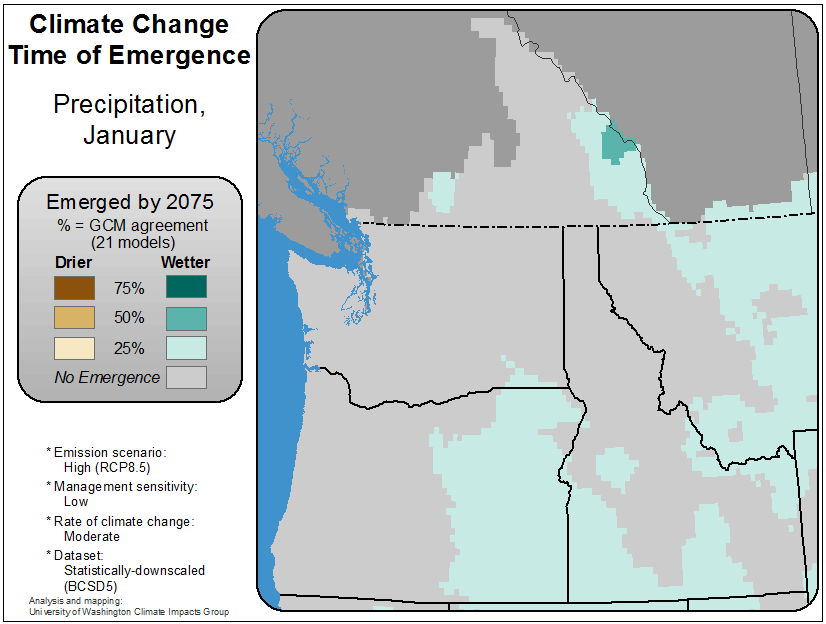 Climate Change
Time of Emergence
Precipitation,
January
Emerged by 2075
% = GCM agreement
(21 models)
Drier Wetter
75%
50%
25%
No Emergence
* Emission scenario:
High (RCP8.5)
* Management sensitivity:
Low
* Rate of climate change:
Moderate
* Dataset:
Statistically-downscaled
(BCSD5)
Analysis and mapping:
University of Washington Climate Impacts Group